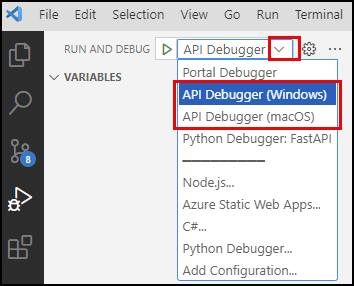 File Edit Selection View Go Run Terminal
RUN AND DEBUG API Debugger ...
VARIABLES
Portal Debugger
API Debugger (Windows)
API Debugger (macOS)
Python Debugger: FastAPI
—————————
Node.js...
Azure Static Web Apps...
C#...
Python Debugger...
Add Configuration...
8